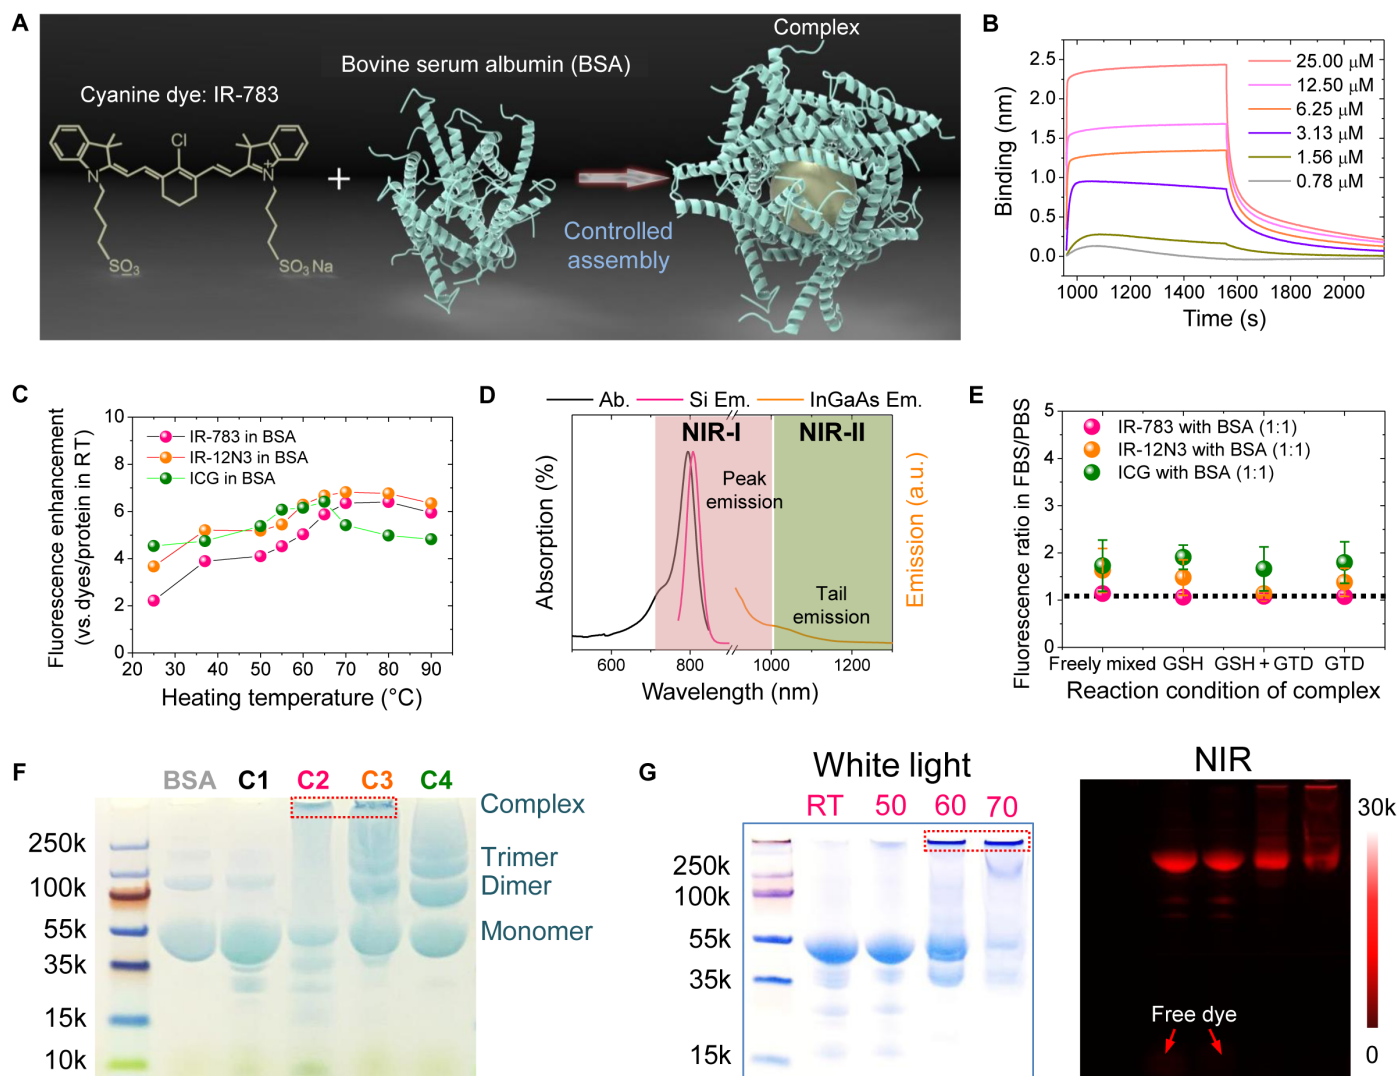 A
Complex
Bovine serum albumin (BSA)
Cyanine dye: IR-783
Cl
N
N
+
+
SO3
SO3Na
Controlled
assembly
B
Binding (nm)
2.5
2.0
1.5
1.0
0.5
0.0
25.00 μM
12.50 μM
6.25 μM
3.13 μM
1.56 μM
0.78 μM
1000 1200 1400 1600 1800 2000
Time (s)
C
Fluorescence enhancement
(vs. dyes/protein in RT)
10
8
6
4
2
0
IR-783 in BSA
IR-12N3 in BSA
ICG in BSA
20 30 40 50 60 70 80 90
Heating temperature (°C)
D
Ab. Si Em. InGaAs Em.
NIR-I NIR-II
Peak
emission
Tail
emission
Absorption (%)
Emission (a.u.)
600 800 1000 1200
Wavelength (nm)
E
Fluorescence ratio in FBS/PBS
5
4
3
2
1
0
IR-783 with BSA (1:1)
IR-12N3 with BSA (1:1)
ICG with BSA (1:1)
Freely mixed GSH GSH + GTD GTD
Reaction condition of complex
F
BSA C1 C2 C3 C4
250k
100k
55k
35k
15k
10k
Complex
Trimer
Dimer
Monomer
G
White light
RT 50 60 70
250k
100k
55k
35k
15k
NIR
Free dye
30k
0